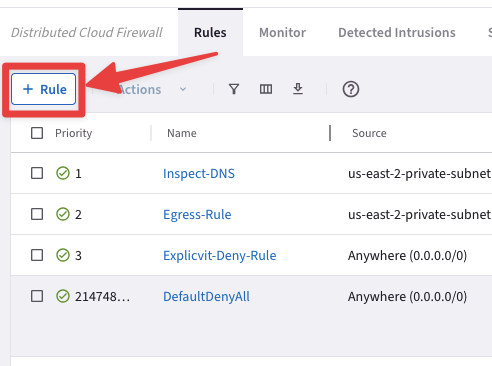 Distributed Cloud Firewall Rules Monitor Detected Intrusions
+ Rule Actions
Priority Name Source
1 Inspect-DNS us-east-2-private-subnet
2 Egress-Rule us-east-2-private-subnet
3 Explicvit-Deny-Rule Anywhere (0.0.0.0/0)
214748... DefaultDenyAll Anywhere (0.0.0.0/0)